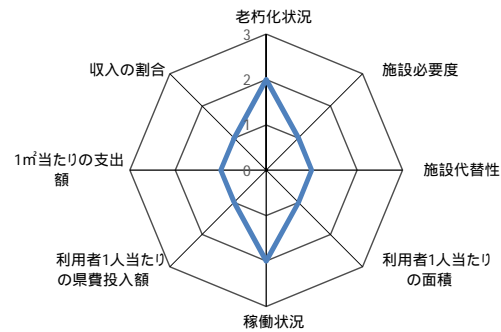 老朽化状況
3
収入の割合
施設必要度
2
1
1㎡当たりの支出
額
0
施設代替性
利用者1人当たり
の県費投入額
利用者1人当たり
の面積
稼働状況